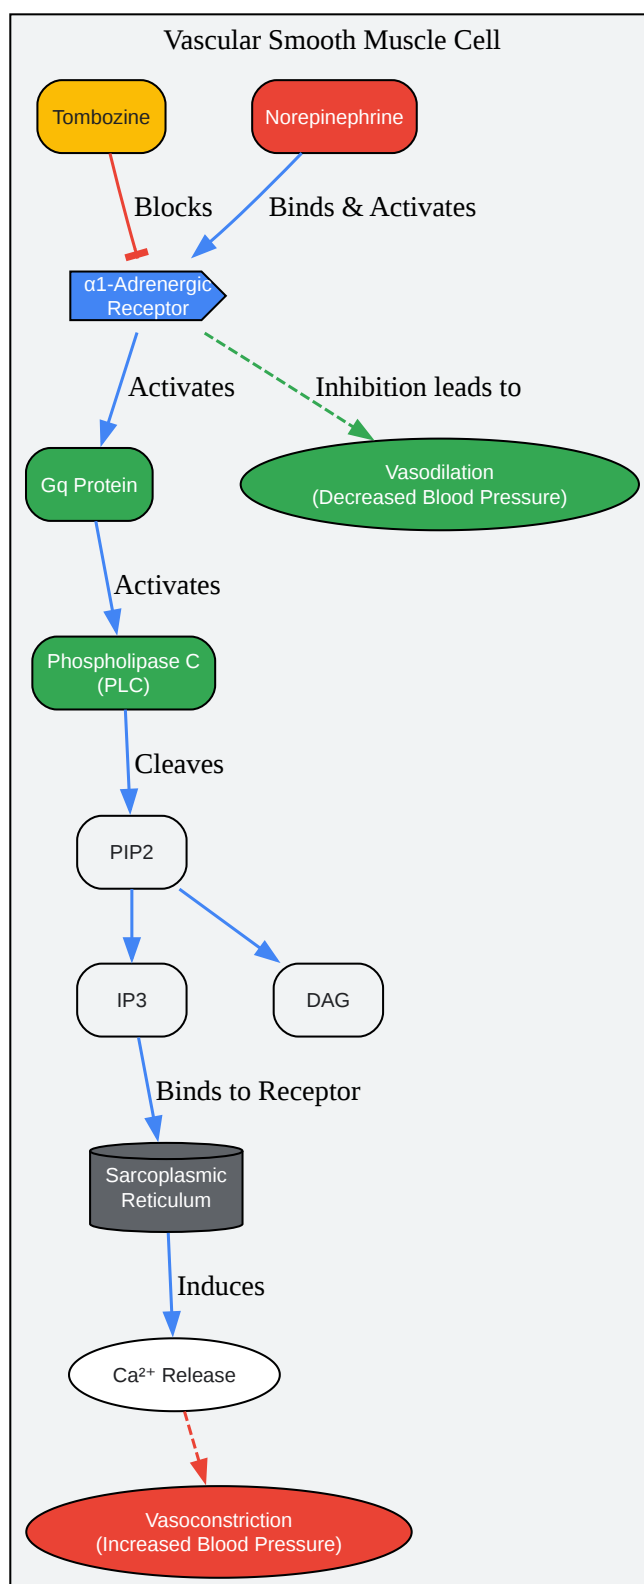 Vascular Smooth Muscle Cell
Tombozine
Norepinephrine
Blocks
Binds & Activates
α1-Adrenergic
Receptor
Activates
Inhibition leads to
Gq Protein
Vasodilation
(Decreased Blood Pressure)
Activates
Phospholipase C
(PLC)
Cleaves
PIP2
IP3
DAG
Binds to Receptor
Sarcoplasmic
Reticulum
Induces
Ca²⁺ Release
Vasoconstriction
(Increased Blood Pressure)